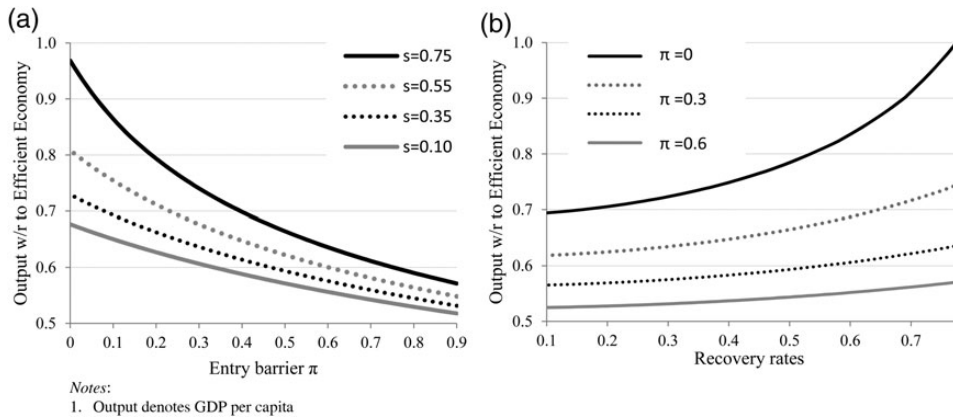 (a)
Output w/r to Efficient Economy
1.0
0.9
0.8
0.7
0.6
0.5
s=0.75
s=0.55
s=0.35
s=0.10
0 0.1 0.2 0.3 0.4 0.5 0.6 0.7 0.8 0.9
Entry barrier π
(b)
Output w/r to Efficient Economy
1.0
0.9
0.8
0.7
0.6
0.5
π =0
π =0.3
π =0.6
0.1 0.2 0.3 0.4 0.5 0.6 0.7
Recovery rates
Notes:
1. Output denotes GDP per capita